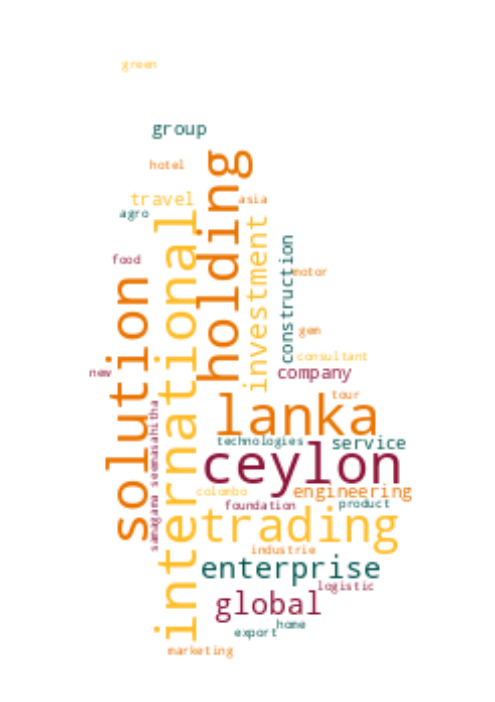 green
group
hotel
travel
asia
agro
holding
international
investment
construction
food
motor
solution
gem
consultant
new
company
tour
lanka
samagama seemasahitha
technologies
service
ceylon
colombo
engineering
foundation
product
trading
industrie
enterprise
logistic
global
home
export
marketing